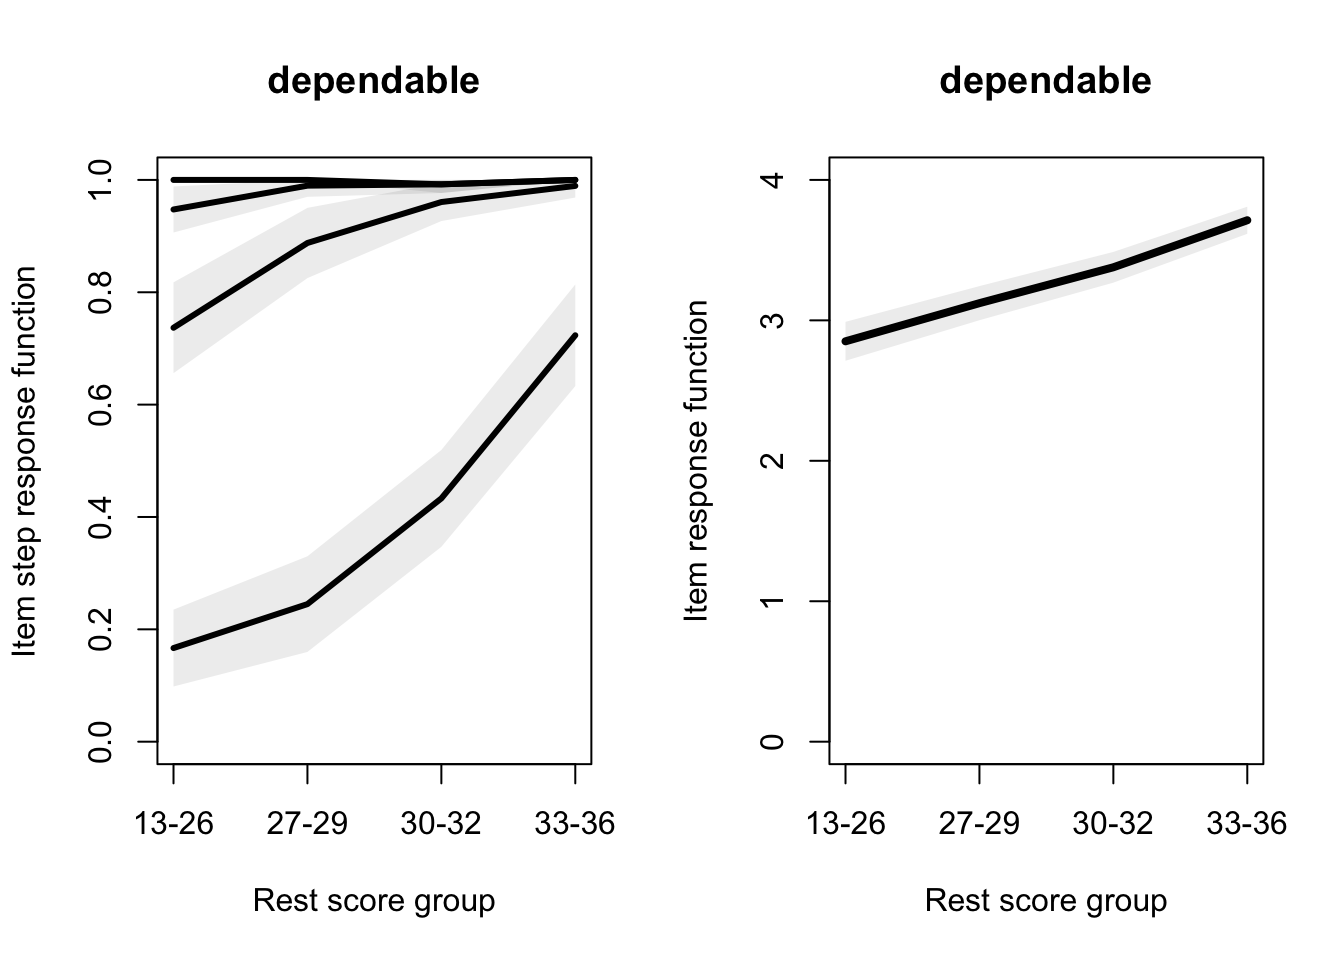 dependable
Item step response function
1.0
0.8
0.6
0.4
0.2
0.0
13-26 27-29 30-32 33-36
Rest score group
dependable
Item response function
4
3
2
1
0
13-26 27-29 30-32 33-36
Rest score group